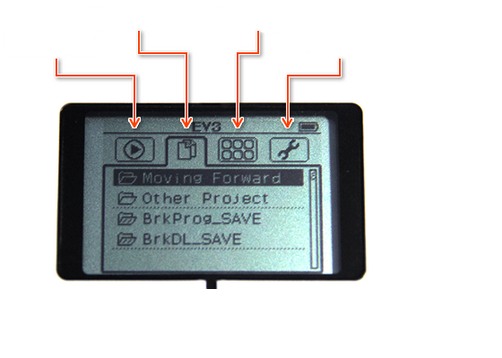 EV3
Moving Forward
Other Project
BrkProg_SAVE
BrkDL_SAVE